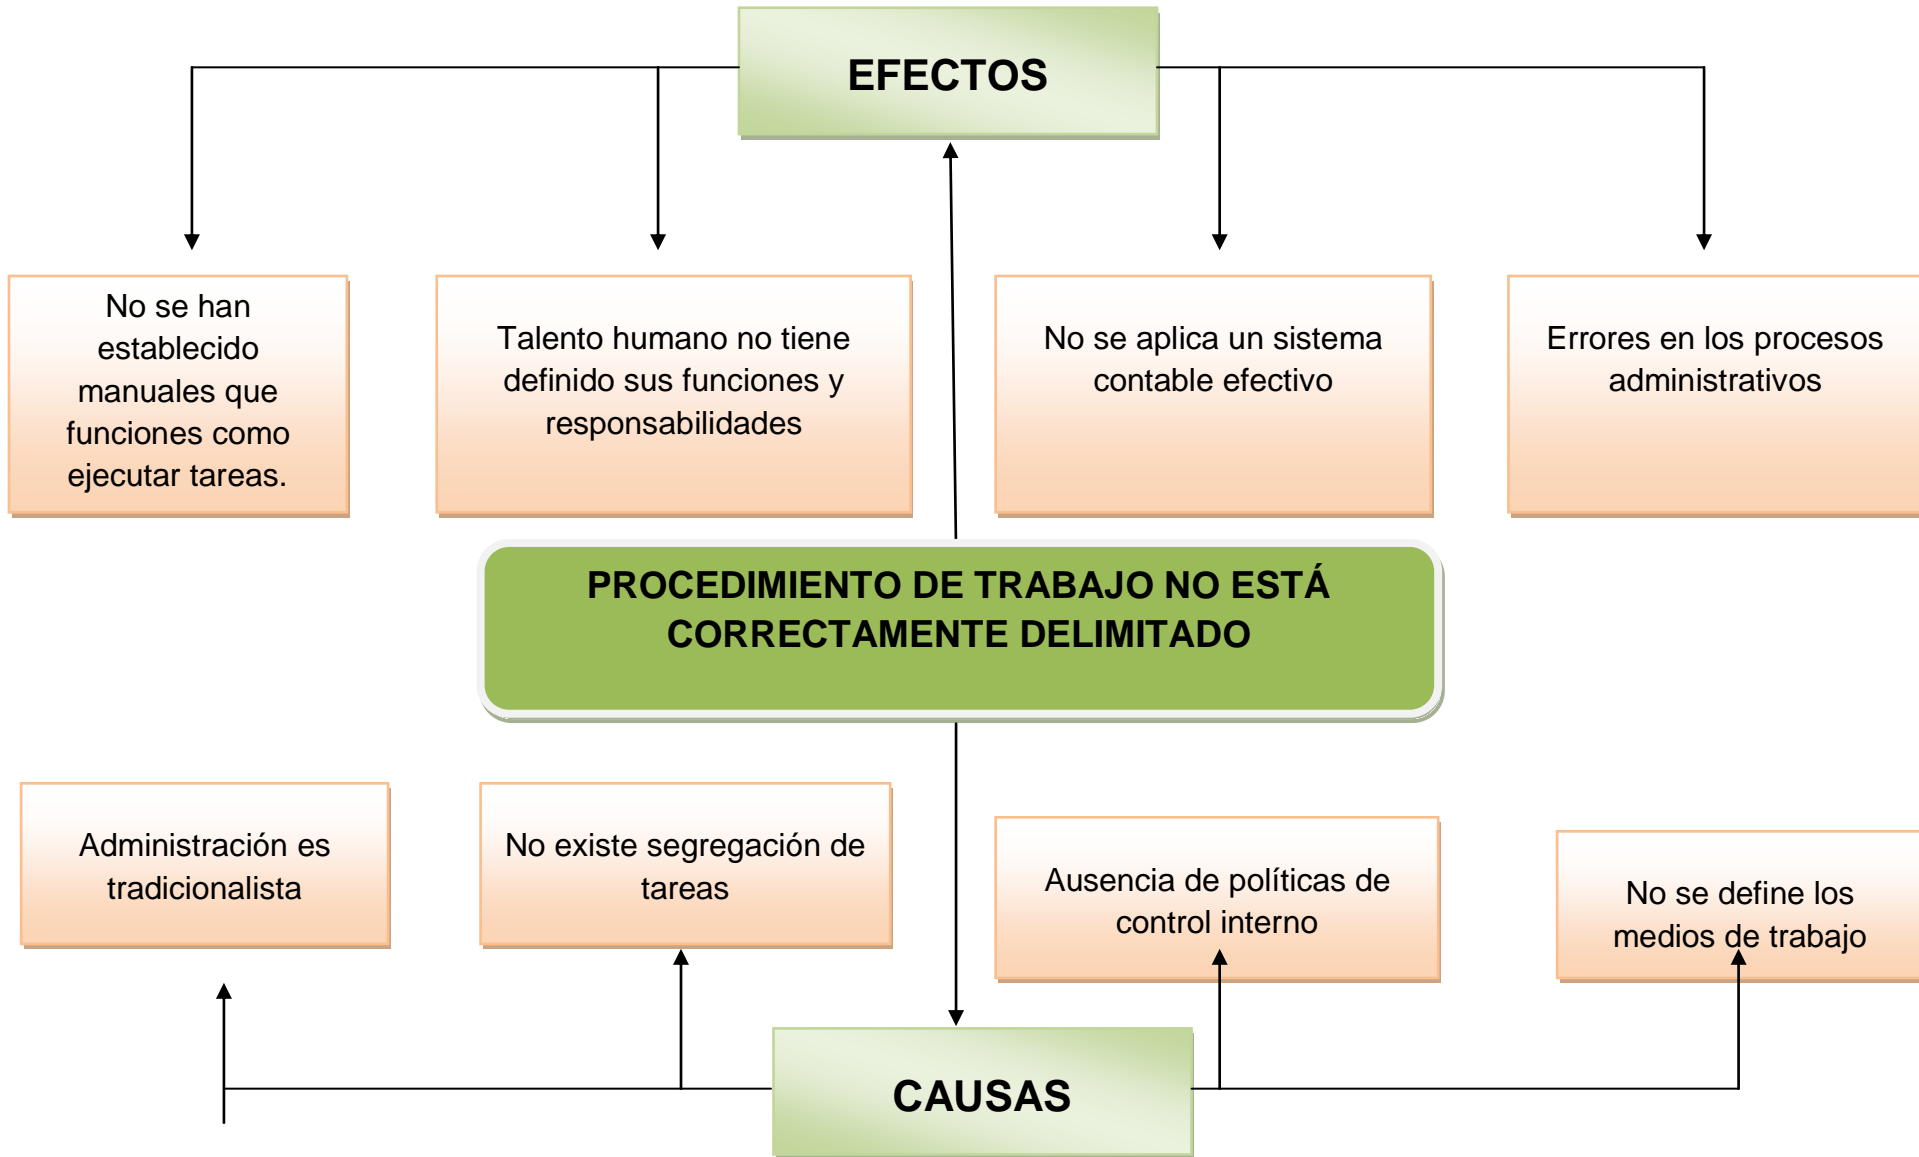 EFECTOS
No se han
establecido
manuales que
funciones como
ejecutar tareas.
Talento humano no tiene
definido sus funciones y
responsabilidades
No se aplica un sistema
contable efectivo
Errores en los procesos
administrativos
PROCEDIMIENTO DE TRABAJO NO ESTÁ
CORRECTAMENTE DELIMITADO
Administración es
tradicionalista
No existe segregación de
tareas
Ausencia de políticas de
control interno
No se define los
medios de trabajo
CAUSAS